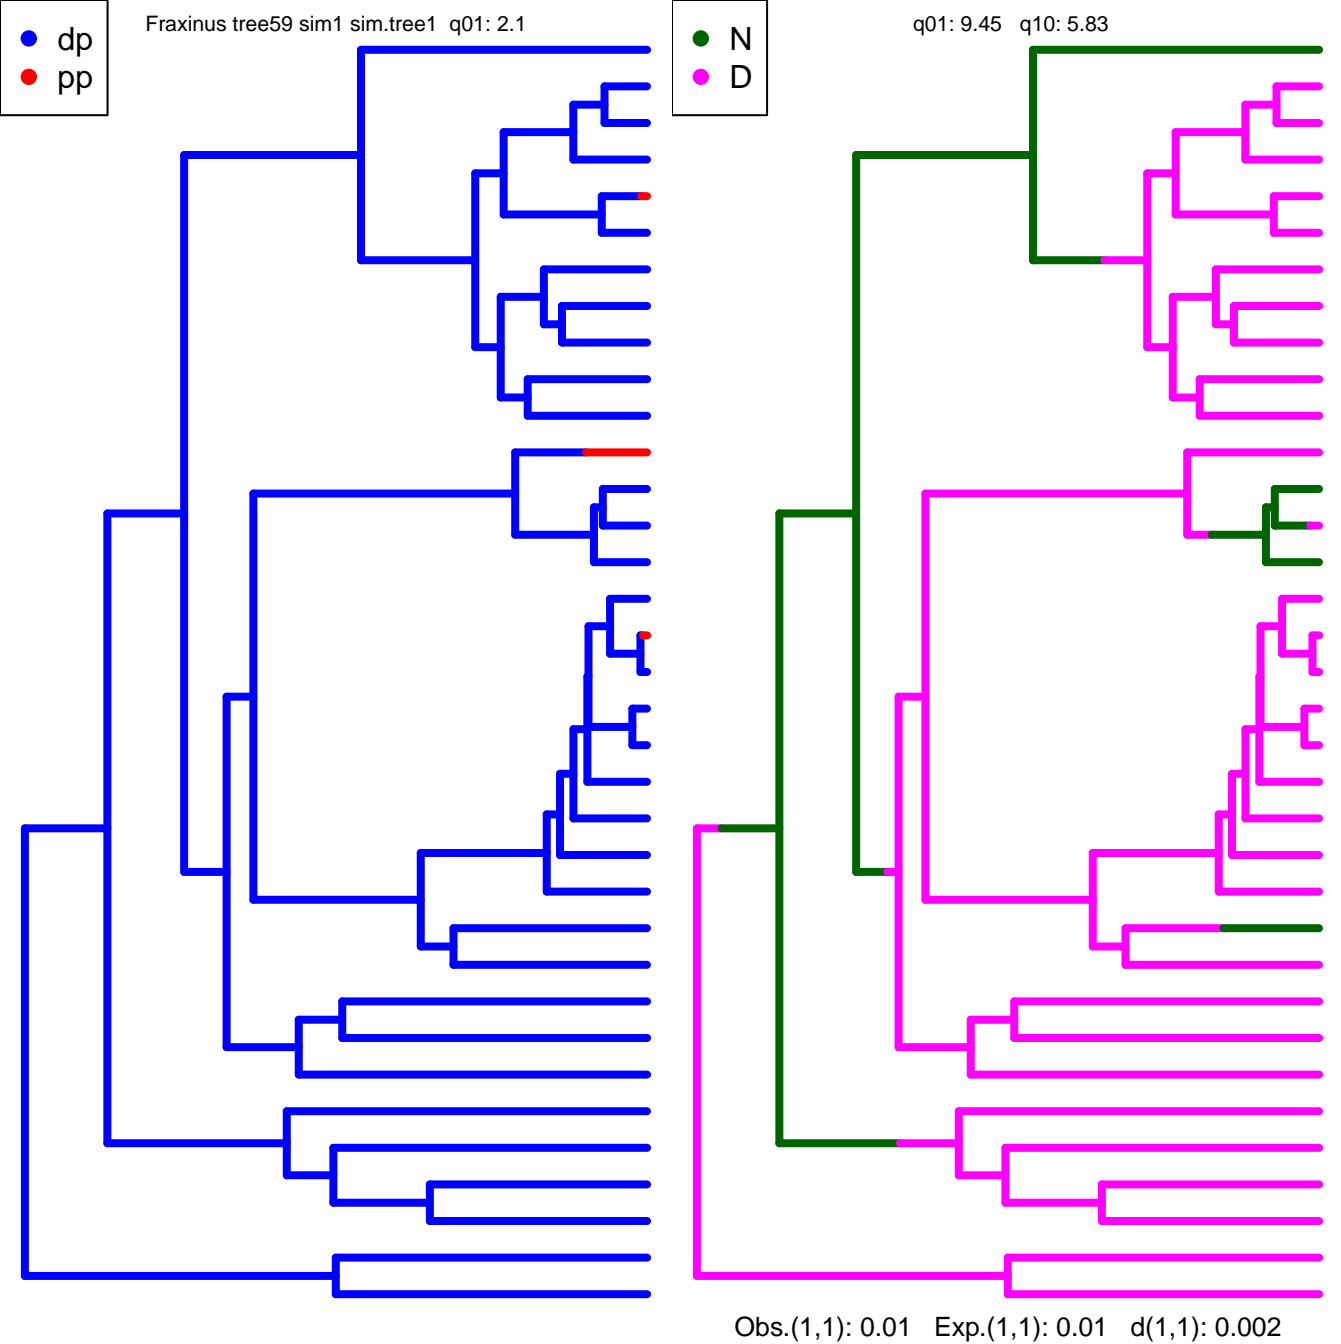 Fraxinus tree59 sim1 sim.tree1 q01: 2.1
dp
pp
q01: 9.45 q10: 5.83
N
D
Obs.(1,1): 0.01 Exp.(1,1): 0.01 d(1,1): 0.002